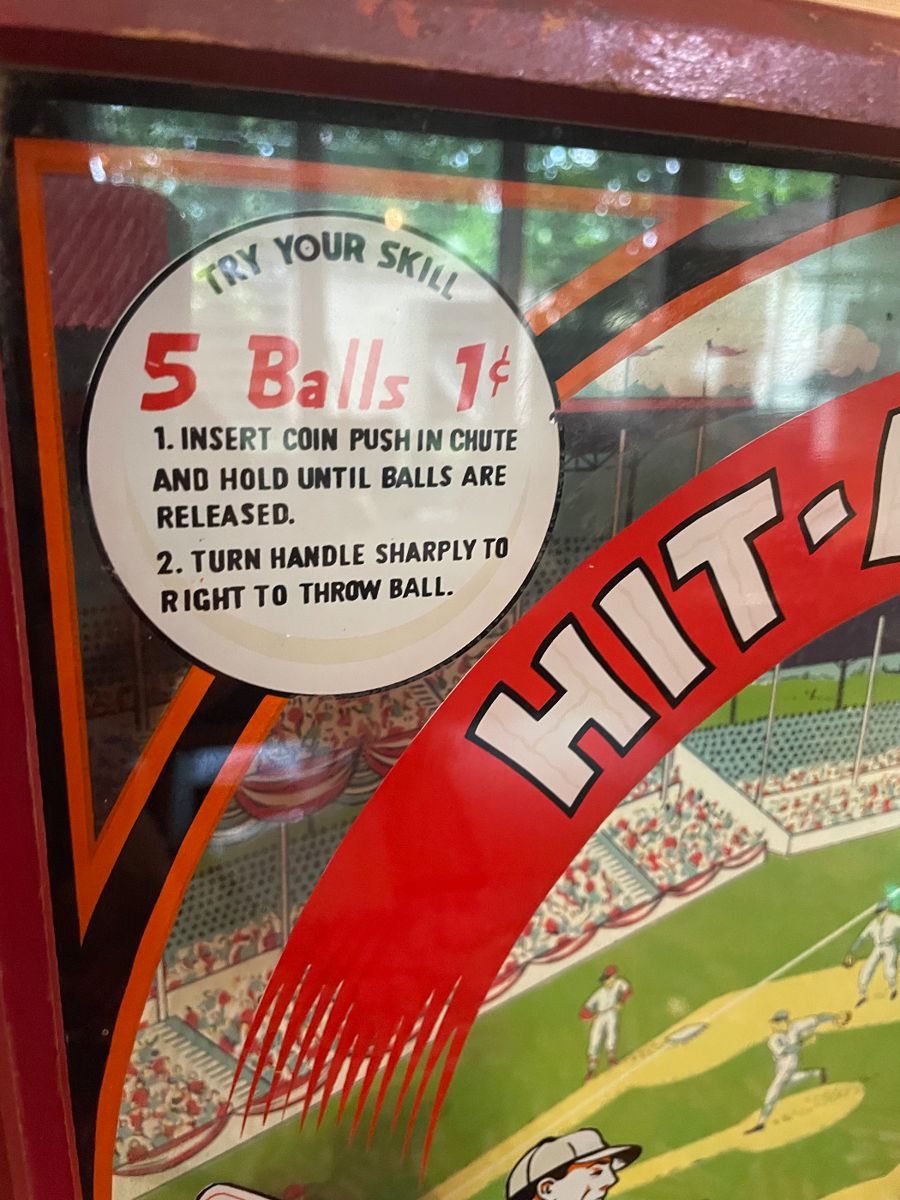 TRY YOUR SKILL
5 Balls 1¢
1. INSERT COIN PUSH IN CHUTE
AND HOLD UNTIL BALLS ARE
RELEASED.
2. TURN HANDLE SHARPLY TO
RIGHT TO THROW BALL.
HIT-